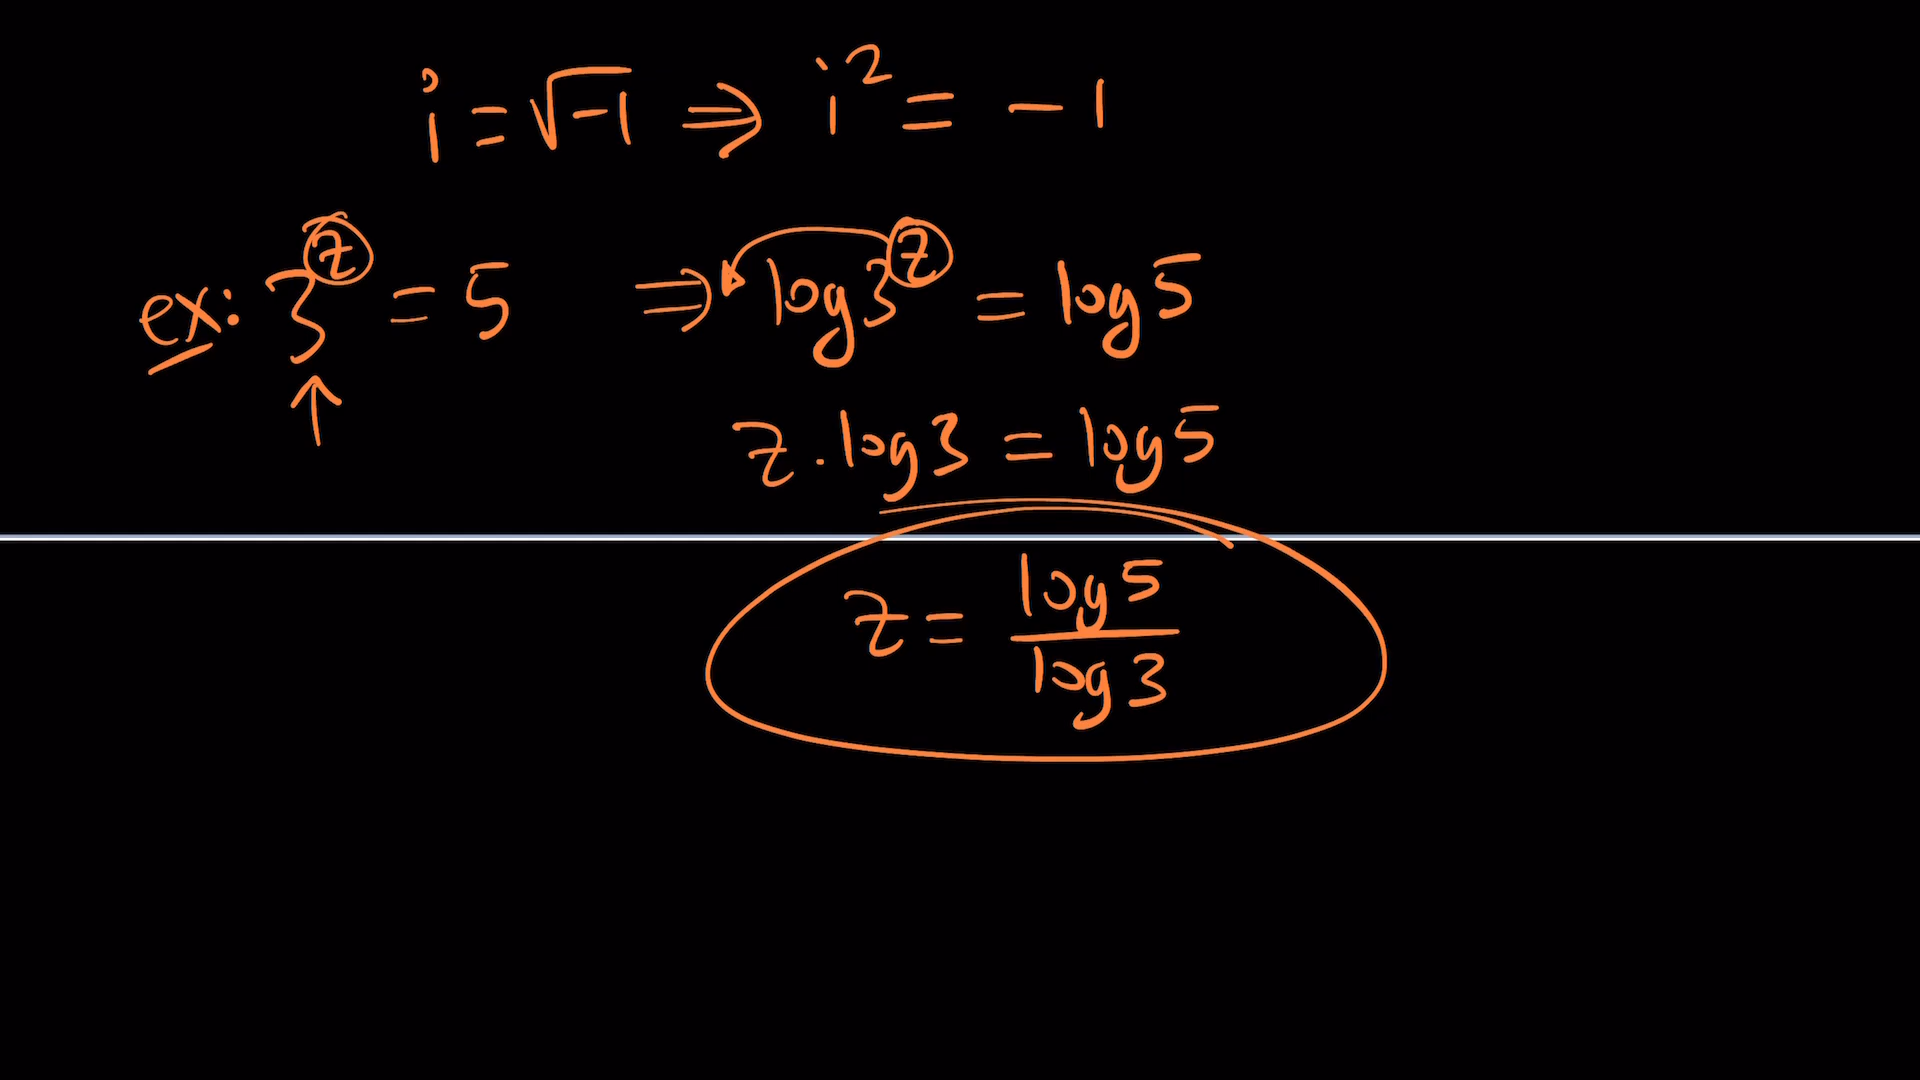 i = √-1 ⇒ i² = -1
ex: 3^z = 5 ⇒ log 3^z = log 5
z . log 3 = log 5
z = log 5 / log 3